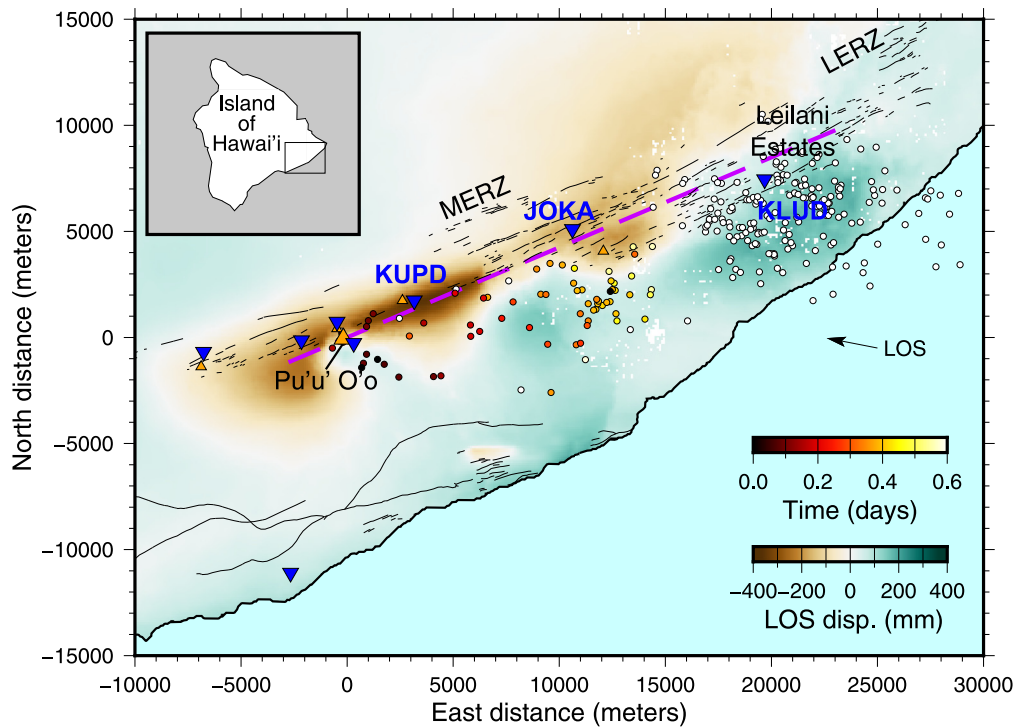 15000
10000
5000
0
−5000
−10000
−15000
North distance (meters)
Island
of
Hawai'i
LERZ
Leilani
Estates
MERZ
JOKA
KLUD
KUPD
Pu'u' O'o
LOS
0.0 0.2 0.4 0.6
Time (days)
−400 −200 0 200 400
LOS disp. (mm)
−10000 −5000 0 5000 10000 15000 20000 25000 30000
East distance (meters)